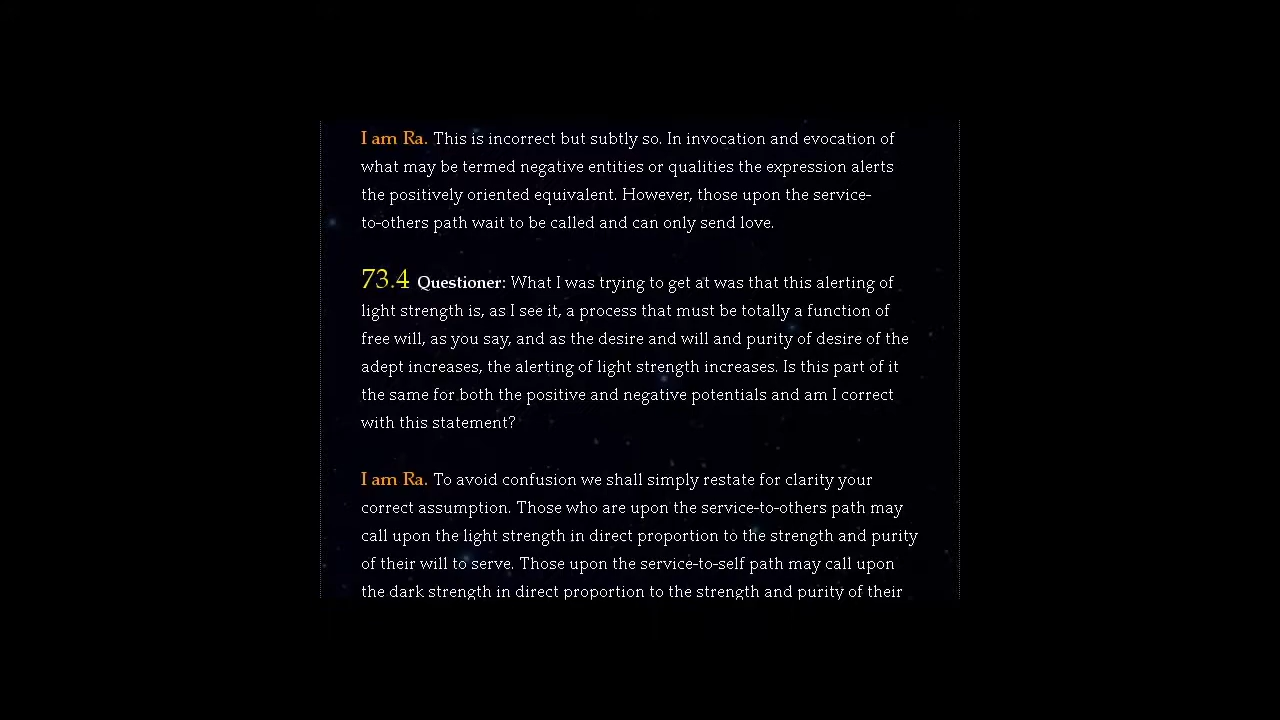 I am Ra. This is incorrect but subtly so. In invocation and evocation of
what may be termed negative entities or qualities the expression alerts
the positively oriented equivalent. However, those upon the service-
to-others path wait to be called and can only send love.
73.4 Questioner: What I was trying to get at was that this alerting of
light strength is, as I see it, a process that must be totally a function of
free will, as you say, and as the desire and will and purity of desire of the
adept increases, the alerting of light strength increases. Is this part of it
the same for both the positive and negative potentials and am I correct
with this statement?
I am Ra. To avoid confusion we shall simply restate for clarity your
correct assumption. Those who are upon the service-to-others path may
call upon the light strength in direct proportion to the strength and purity
of their will to serve. Those upon the service-to-self path may call upon
the dark strength in direct proportion to the strength and purity of their